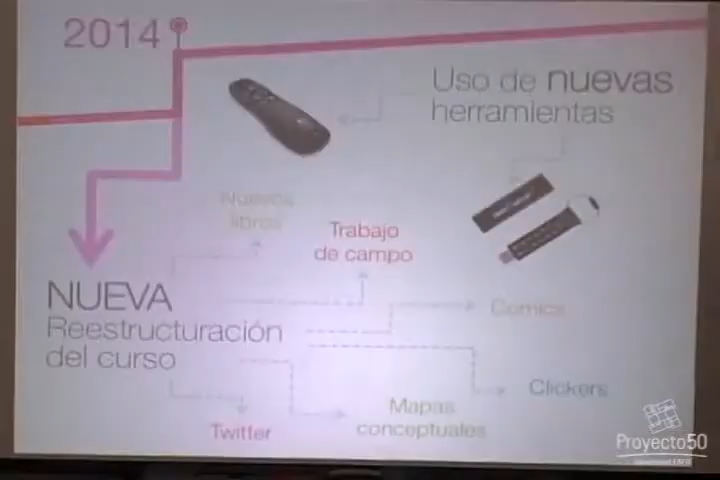 2014
Uso de nuevas
herramientas
Nuevos
libros
Trabajo
de campo
NUEVA
Reestructuración
del curso
Comics
Clickers
Mapas
conceptuales
Twitter
Proyecto50